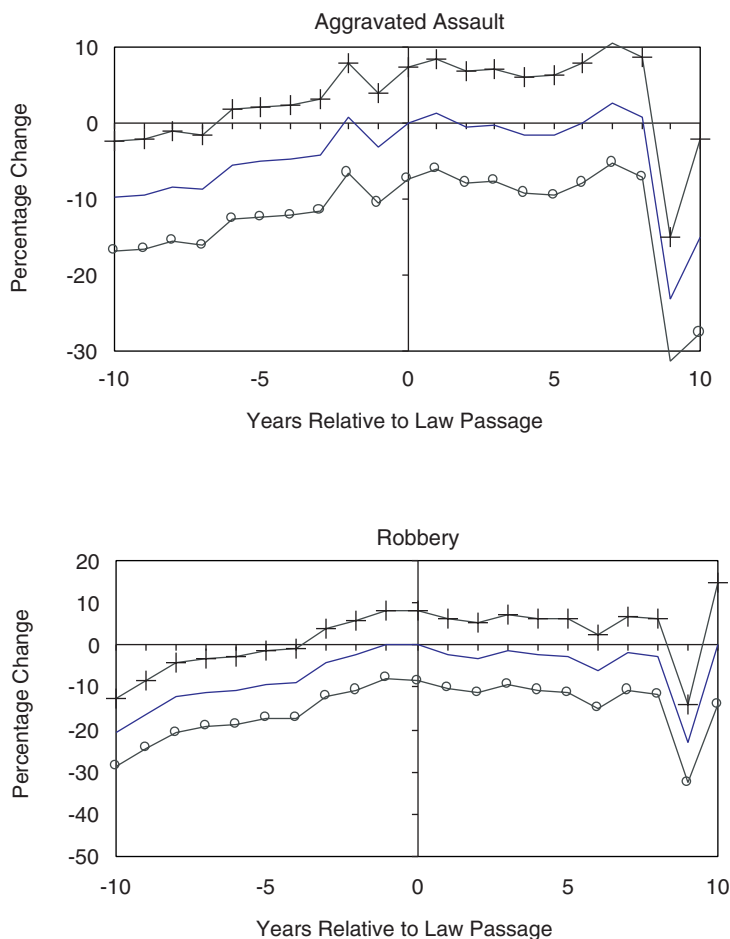 Aggravated Assault
10
0
-10
-20
-30
Percentage Change
-10 -5 0 5 10
Years Relative to Law Passage
Robbery
20
10
0
-10
-20
-30
-40
-50
Percentage Change
-10 -5 0 5 10
Years Relative to Law Passage